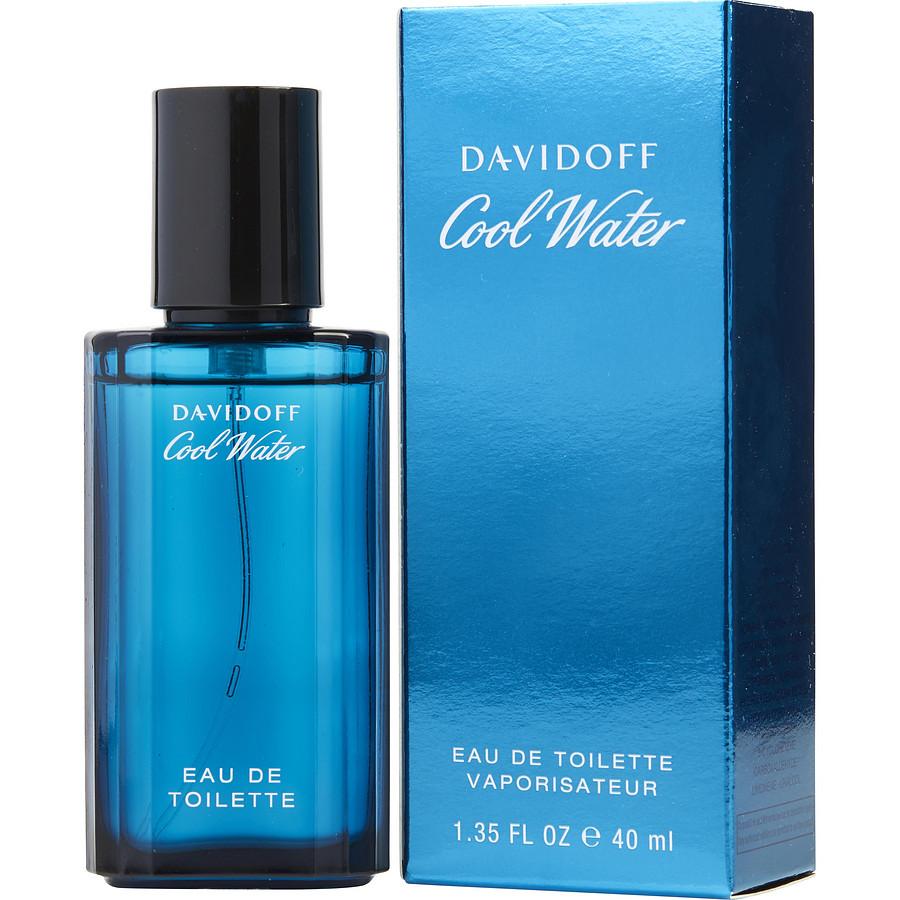 DAVIDOFF
Cool Water
EAU DE
TOILETTE
DAVIDOFF
Cool Water
EAU DE TOILETTE
VAPORISATEUR
1.35 FL OZ e 40 ml